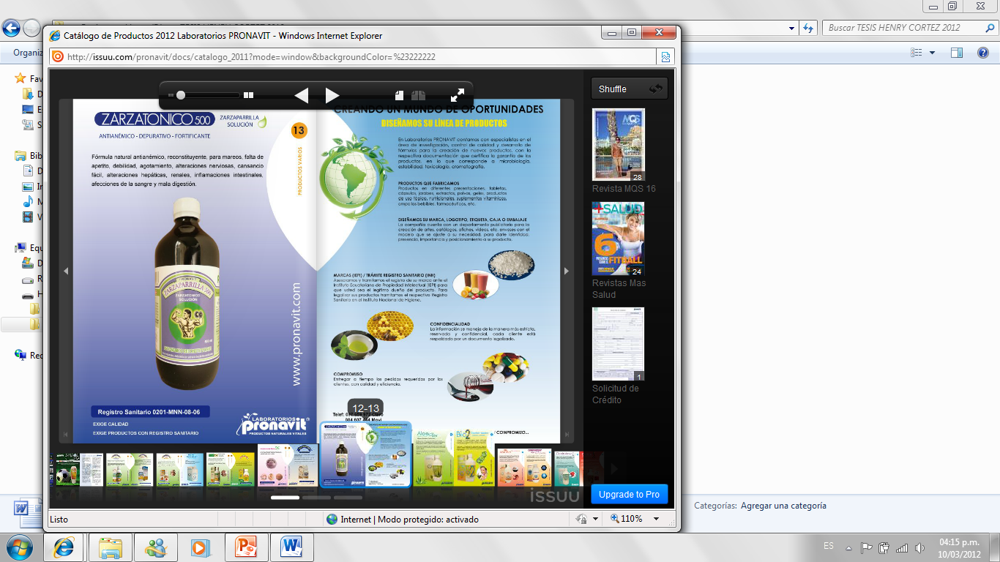 Catálogo de Productos 2012 Laboratorios PRONAVIT - Windows Internet Explorer
http://issuu.com/pronavit/docs/catalogo_2011?mode=window&backgroundColor=%23222222
Buscar TESIS HENRY CORTEZ 2012
Organiz
Fav
Bib
Equ
Rec
ZARZATONICO 500
ZARZAPARRILLA
SOLUCIÓN
ANTIANÉMICO - DEPURATIVO - FORTIFICANTE
Fórmula natural antianémico, reconstituyente, para mareos, falta de
apetito, debilidad, agotamiento, alteraciones nerviosas, cansancio
fácil, alteraciones hepáticas, renales, inflamaciones intestinales,
afecciones de la sangre y mala digestión.
13
PRODUCTOS VARIOS
PRONAVIT
ZARZAPARRILLA 500
ZARZATONICO
SOLUCIÓN
www.pronavit.com
Registro Sanitario 0201-MNN-08-06
EXIGE CALIDAD
EXIGE PRODUCTOS CON REGISTRO SANITARIO
LABORATORIOS
pronavit
PRODUCTOS NATURALES VITALES
CREANDO UN MUNDO DE OPORTUNIDADES
DISEÑAMOS SU LÍNEA DE PRODUCTOS
En Laboratorios PRONAVIT contamos con especialistas en el
área de investigación, control de calidad y desarrollo de
fórmulas para la creación de nuevos productos, con la
respectiva documentación que certifica la garantía de los
productos en lo que corresponde a microbiología,
estabilidad, toxicología, cromatografía.
PRODUCTOS QUE FABRICAMOS
Productos en diferentes presentaciones, tabletas,
cápsulas, jarabes, extractos, polvos, geles, productos
de uso tópico, nutricionales, suplementos vitamínicos,
ampollas bebibles, farmacéuticos, etc.
DISEÑAMOS SU MARCA, LOGOTIPO, ETIQUETA, CAJA O EMBALAJE
La compañía cuenta con un departamento publicitario para la
creación de artes, catálogos, afiches, videos, etc. envases con el
modelo que se ajuste a su necesidad, para darle identidad,
presencia, importancia y posicionamiento a su producto.
MARCAS (IEPI) / TRÁMITE REGISTRO SANITARIO (INH)
Asesoramos y tramitamos el registro de su marca ante el
Instituto Ecuatoriano de Propiedad Intelectual (IEPI) para
que usted sea el legítimo dueño del producto. Para
legalizar sus productos tramitamos el respectivo Registro
Sanitario en el Instituto Nacional de Higiene.
CONFIDENCIALIDAD
La información se maneja de la manera más estricta,
reservada y confidencial, cada cliente está
respaldado por un documento legalizado.
COMPROMISO
Entregar a tiempo los pedidos requeridos por los
clientes, con calidad y eficiencia.
12-13
Telef:
Claro
Movi
COMPROMISO...
Shuffle
MQS
28
Revista MQS 16
+SALUD
6
FITBALL
24
Revistas Mas
Salud
1
Solicitud de
Crédito
issuu
Upgrade to Pro
Listo
Internet | Modo protegido: activado
110%
Categorías: Agregar una categoría
ES
04:15 p.m.
10/03/2012